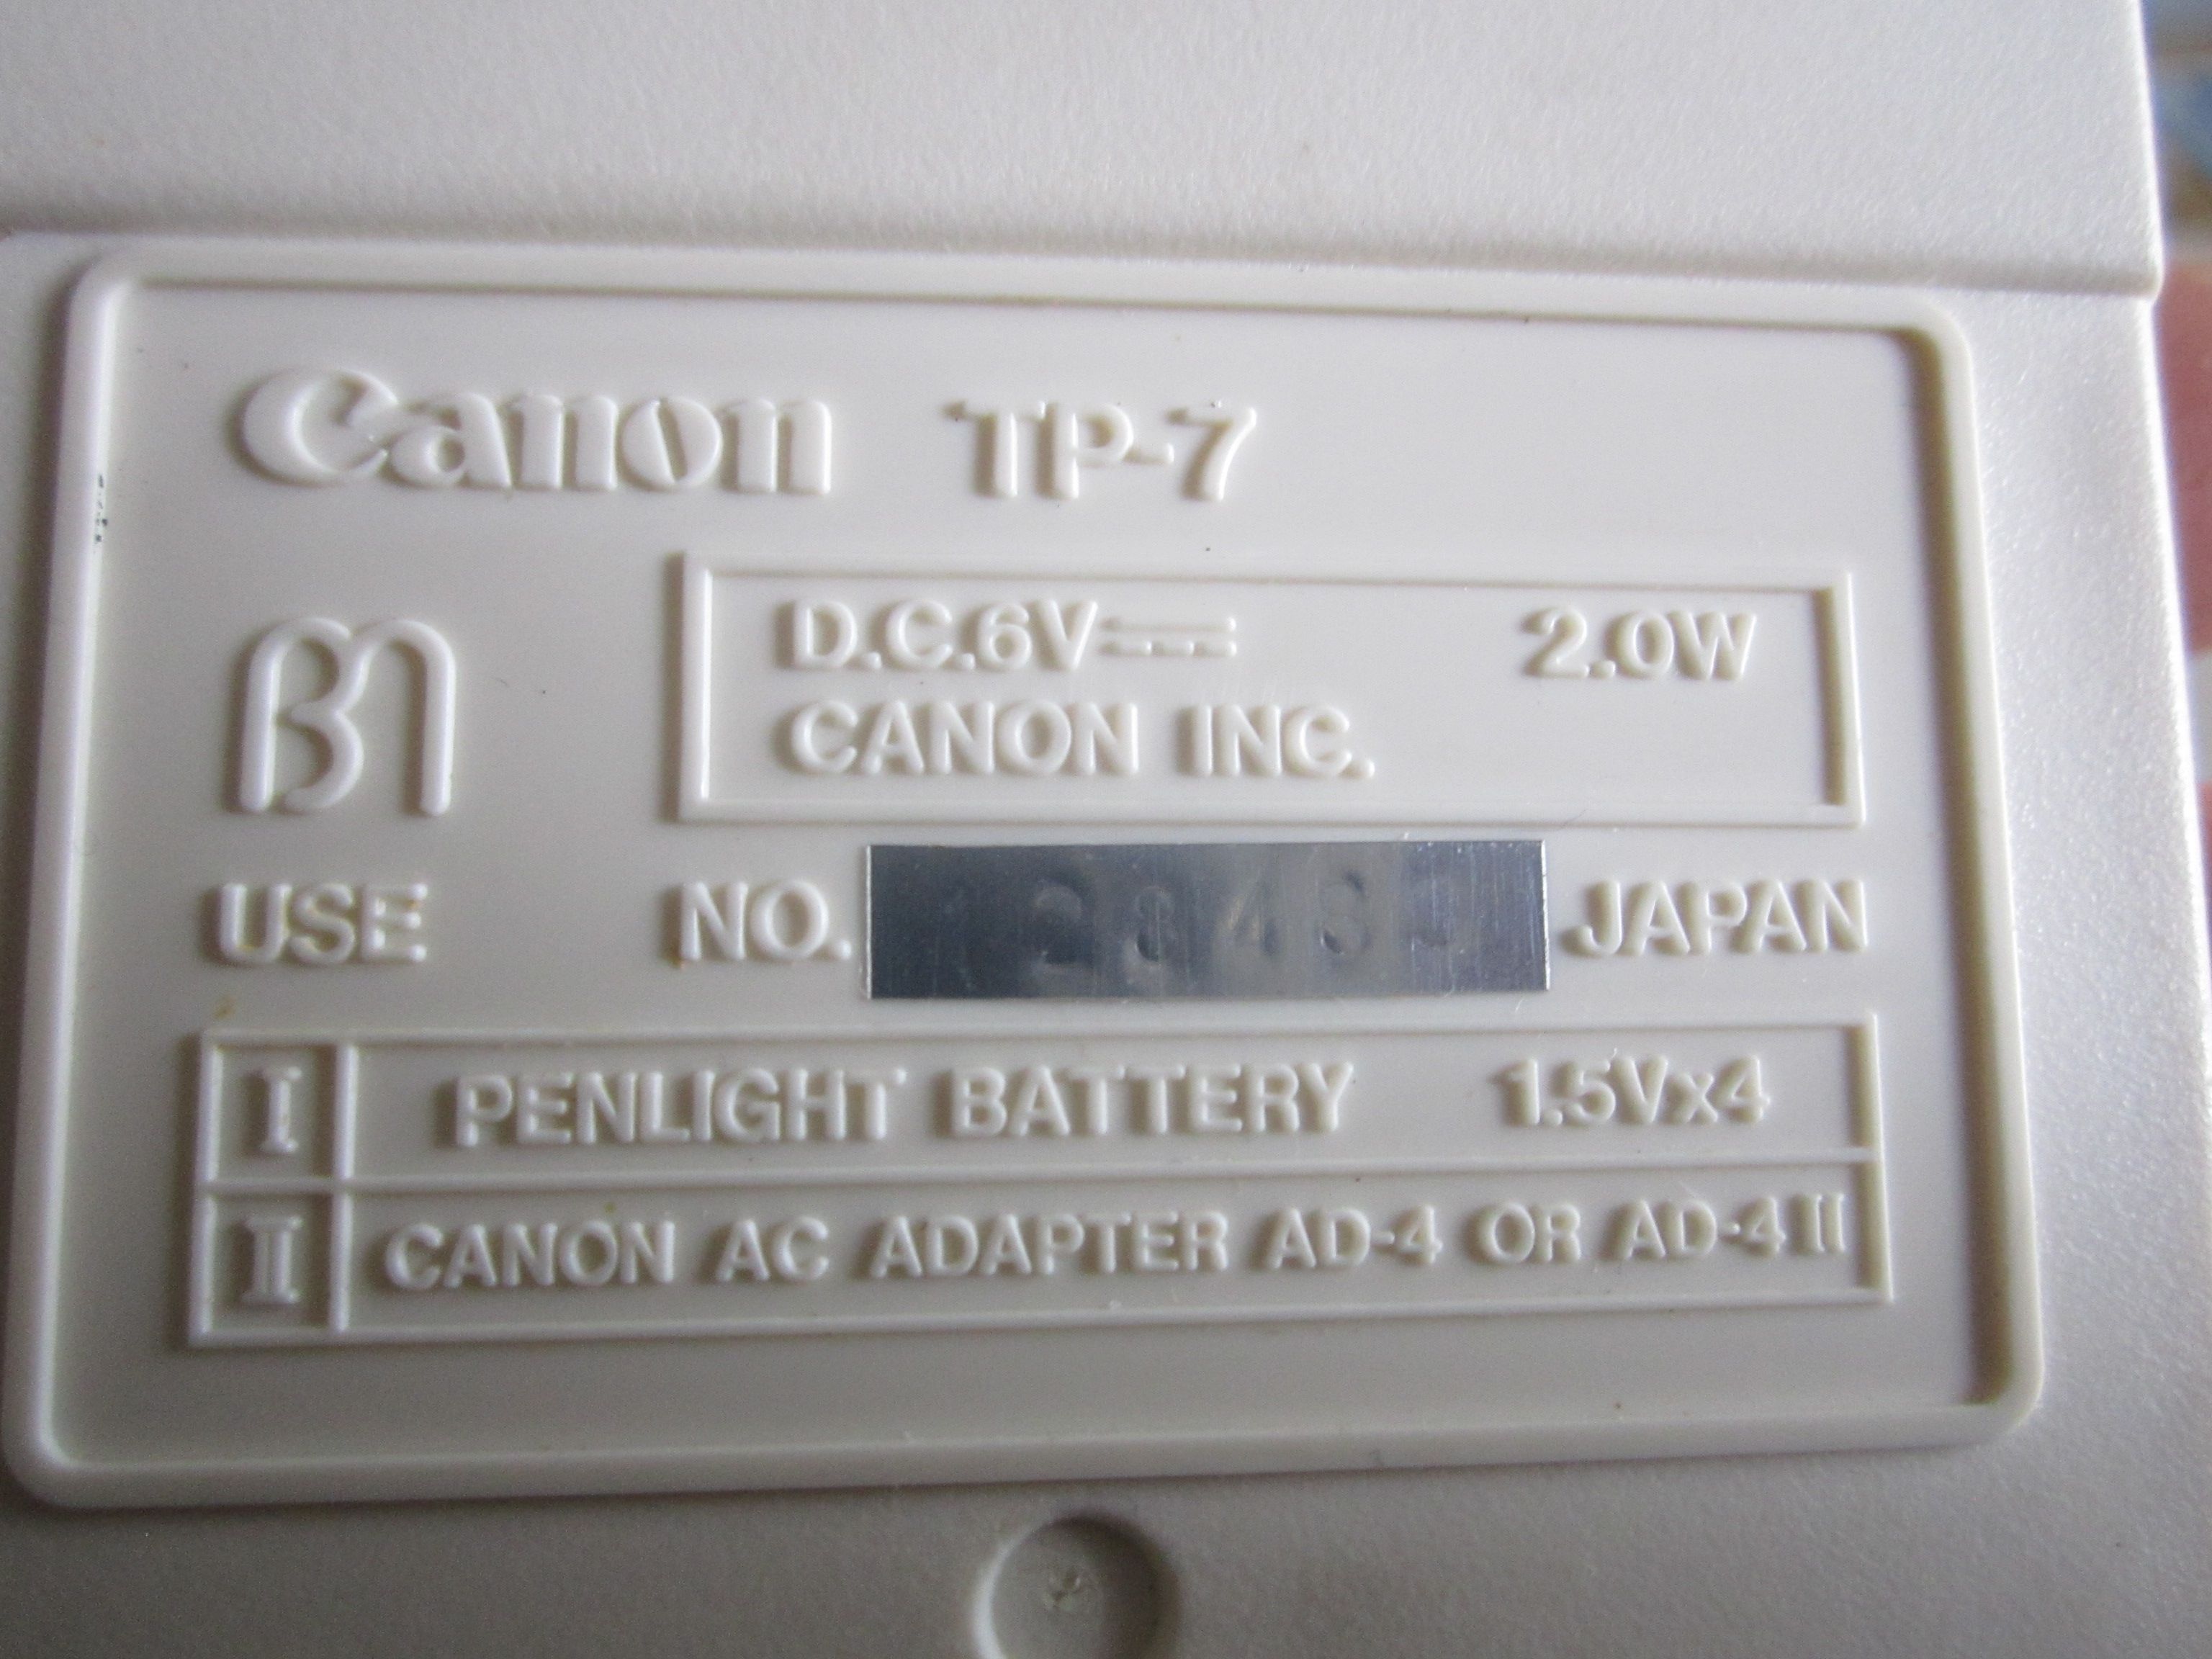 Canon TP-7
D.C.6V⎓ 2.0W
CANON INC.
USE NO. JAPAN
I PENLIGHT BATTERY 1.5Vx4
II CANON AC ADAPTER AD-4 OR AD-4II